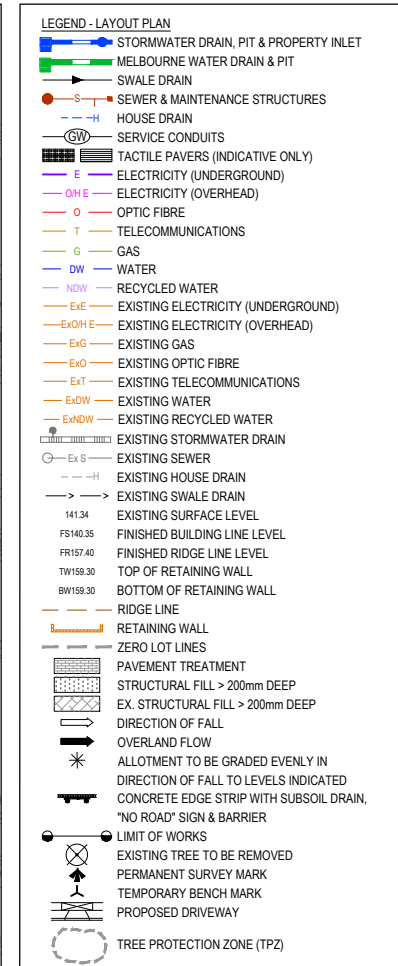 LEGEND - LAYOUT PLAN
STORMWATER DRAIN, PIT & PROPERTY INLET
MELBOURNE WATER DRAIN & PIT
SWALE DRAIN
S SEWER & MAINTENANCE STRUCTURES
H HOUSE DRAIN
GW SERVICE CONDUITS
TACTILE PAVERS (INDICATIVE ONLY)
E ELECTRICITY (UNDERGROUND)
O/H E ELECTRICITY (OVERHEAD)
O OPTIC FIBRE
T TELECOMMUNICATIONS
G GAS
DW WATER
NDW RECYCLED WATER
ExE EXISTING ELECTRICITY (UNDERGROUND)
ExO/H E EXISTING ELECTRICITY (OVERHEAD)
ExG EXISTING GAS
ExO EXISTING OPTIC FIBRE
ExT EXISTING TELECOMMUNICATIONS
ExDW EXISTING WATER
ExNDW EXISTING RECYCLED WATER
EXISTING STORMWATER DRAIN
Ex S EXISTING SEWER
H EXISTING HOUSE DRAIN
EXISTING SWALE DRAIN
141.34 EXISTING SURFACE LEVEL
FS140.35 FINISHED BUILDING LINE LEVEL
FR157.40 FINISHED RIDGE LINE LEVEL
TW159.30 TOP OF RETAINING WALL
BW159.30 BOTTOM OF RETAINING WALL
RIDGE LINE
RETAINING WALL
ZERO LOT LINES
PAVEMENT TREATMENT
STRUCTURAL FILL > 200mm DEEP
EX. STRUCTURAL FILL > 200mm DEEP
DIRECTION OF FALL
OVERLAND FLOW
ALLOTMENT TO BE GRADED EVENLY IN
DIRECTION OF FALL TO LEVELS INDICATED
CONCRETE EDGE STRIP WITH SUBSOIL DRAIN,
"NO ROAD" SIGN & BARRIER
LIMIT OF WORKS
EXISTING TREE TO BE REMOVED
PERMANENT SURVEY MARK
TEMPORARY BENCH MARK
PROPOSED DRIVEWAY
TREE PROTECTION ZONE (TPZ)